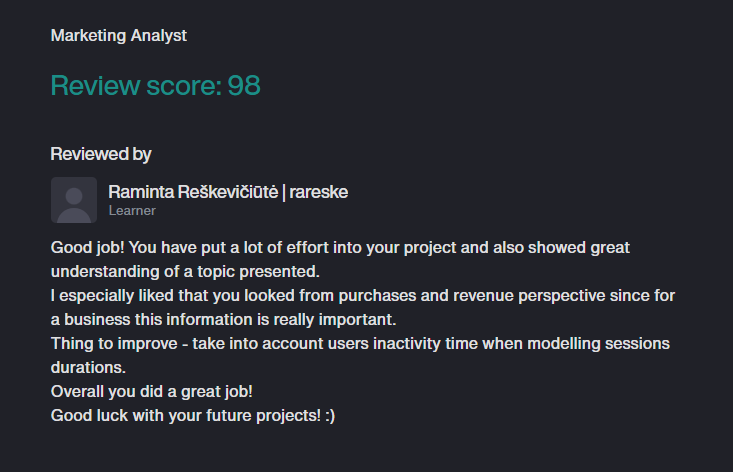 Marketing Analyst
Review score: 98
Reviewed by
Raminta Reškevičiūtė | rareske
Learner
Good job! You have put a lot of effort into your project and also showed great
understanding of a topic presented.
I especially liked that you looked from purchases and revenue perspective since for
a business this information is really important.
Thing to improve - take into account users inactivity time when modelling sessions
durations.
Overall you did a great job!
Good luck with your future projects! :)